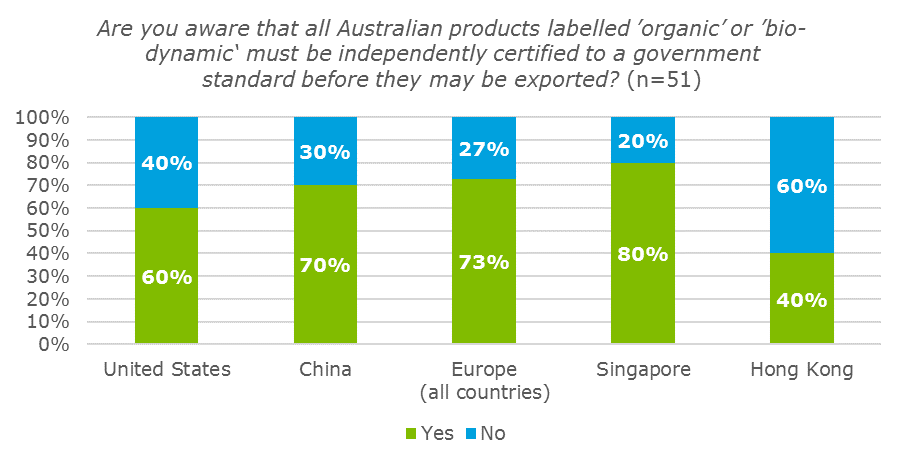 Are you aware that all Australian products labelled ’organic’ or ’bio-
dynamic‘ must be independently certified to a government
standard before they may be exported? (n=51)
100%
90%
80%
70%
60%
50%
40%
30%
20%
10%
0%
40%
60%
30%
70%
27%
73%
20%
80%
60%
40%
United States
China
Europe
(all countries)
Singapore
Hong Kong
Yes
No